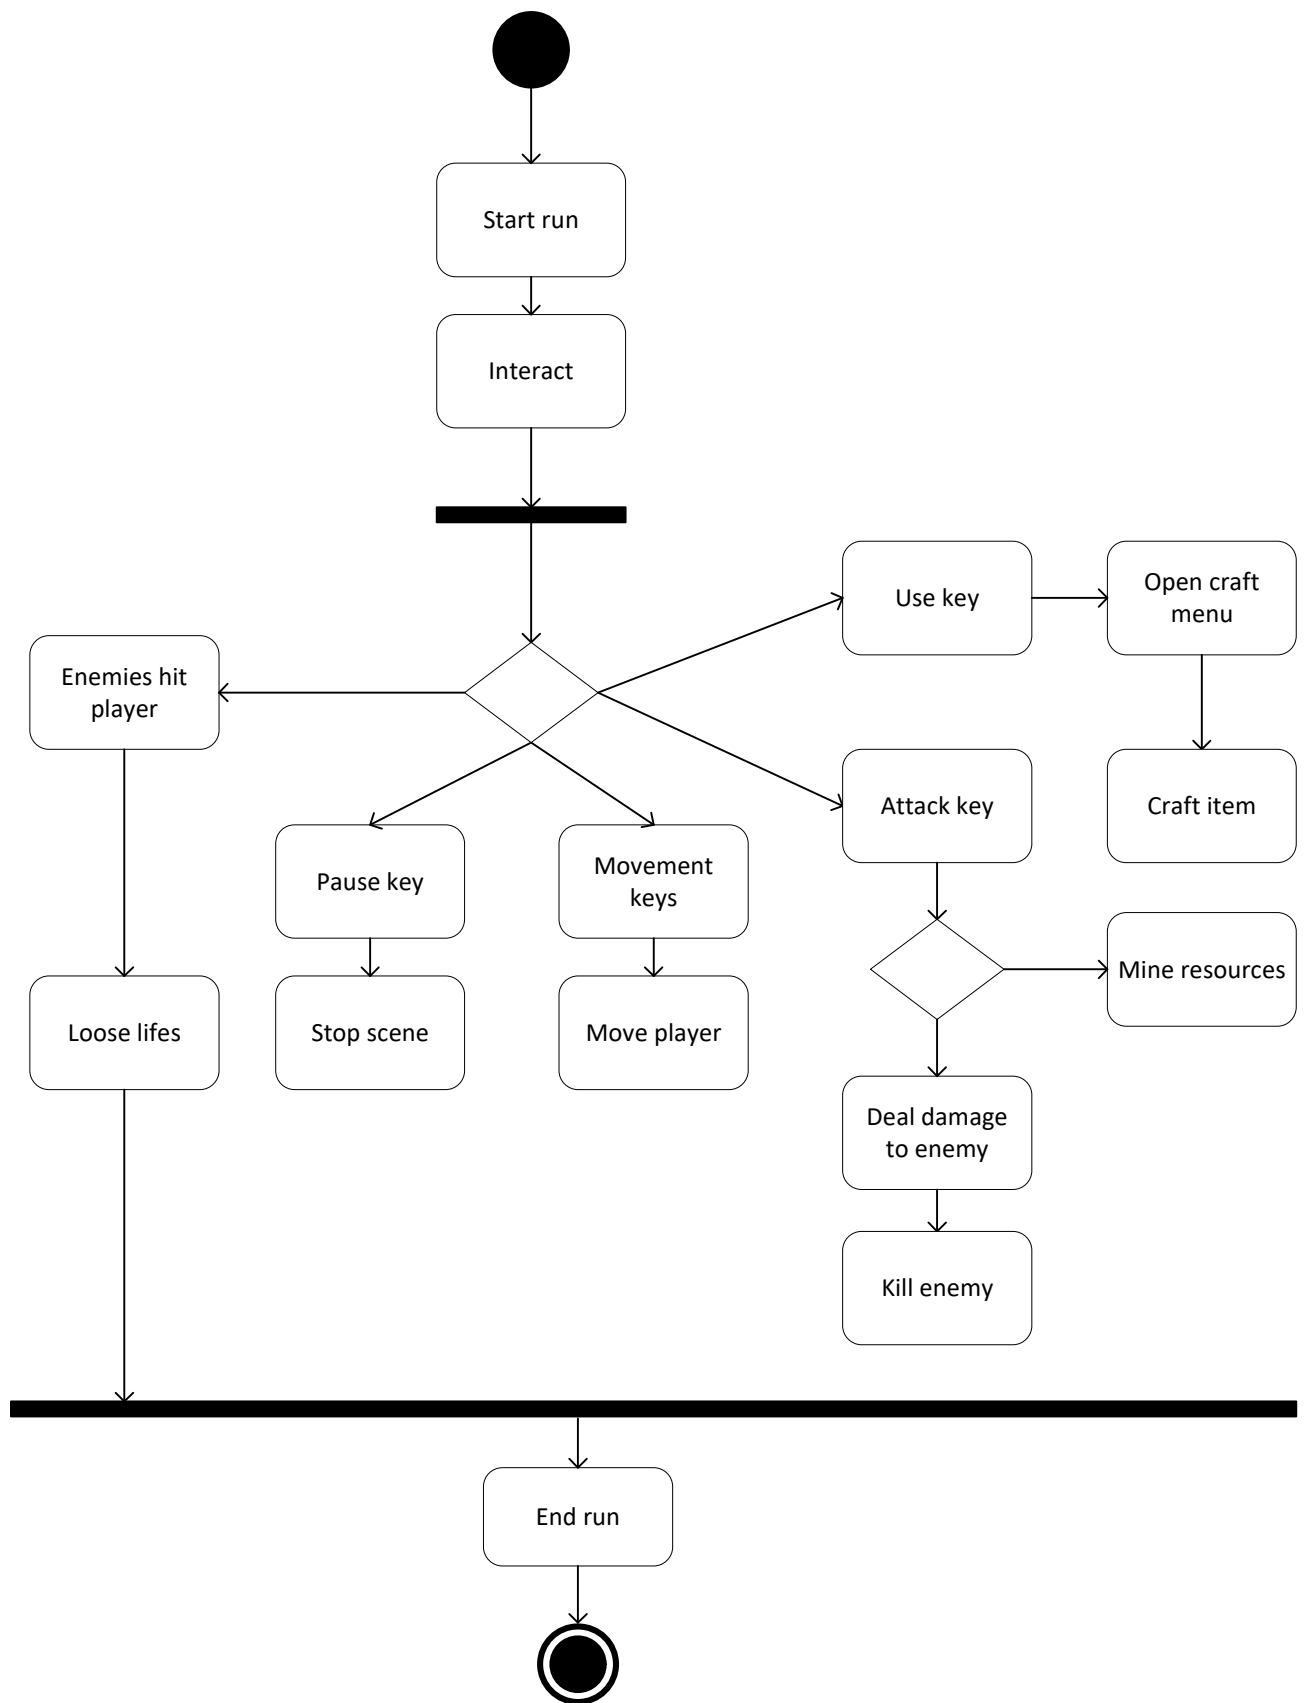 Start run
Interact
Use key
Open craft
menu
Enemies hit
player
Attack key
Craft item
Pause key
Movement
keys
Mine resources
Loose lifes
Stop scene
Move player
Deal damage
to enemy
Kill enemy
End run